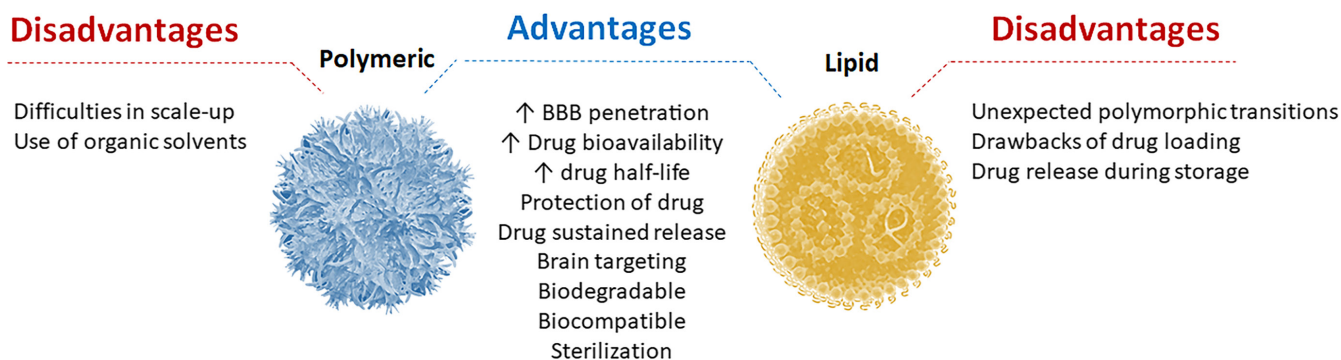 Disadvantages
Polymeric
Difficulties in scale-up
Use of organic solvents
Advantages
↑ BBB penetration
↑ Drug bioavailability
↑ drug half-life
Protection of drug
Drug sustained release
Brain targeting
Biodegradable
Biocompatible
Sterilization
Lipid
Disadvantages
Unexpected polymorphic transitions
Drawbacks of drug loading
Drug release during storage